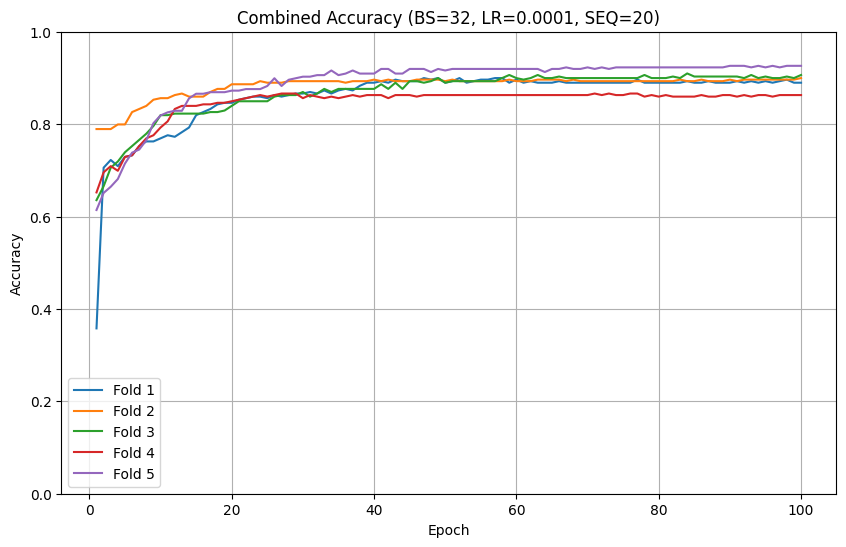 Combined Accuracy (BS=32, LR=0.0001, SEQ=20)
Accuracy
1.0
0.8
0.6
0.4
0.2
0.0
Fold 1
Fold 2
Fold 3
Fold 4
Fold 5
0 20 40 60 80 100
Epoch